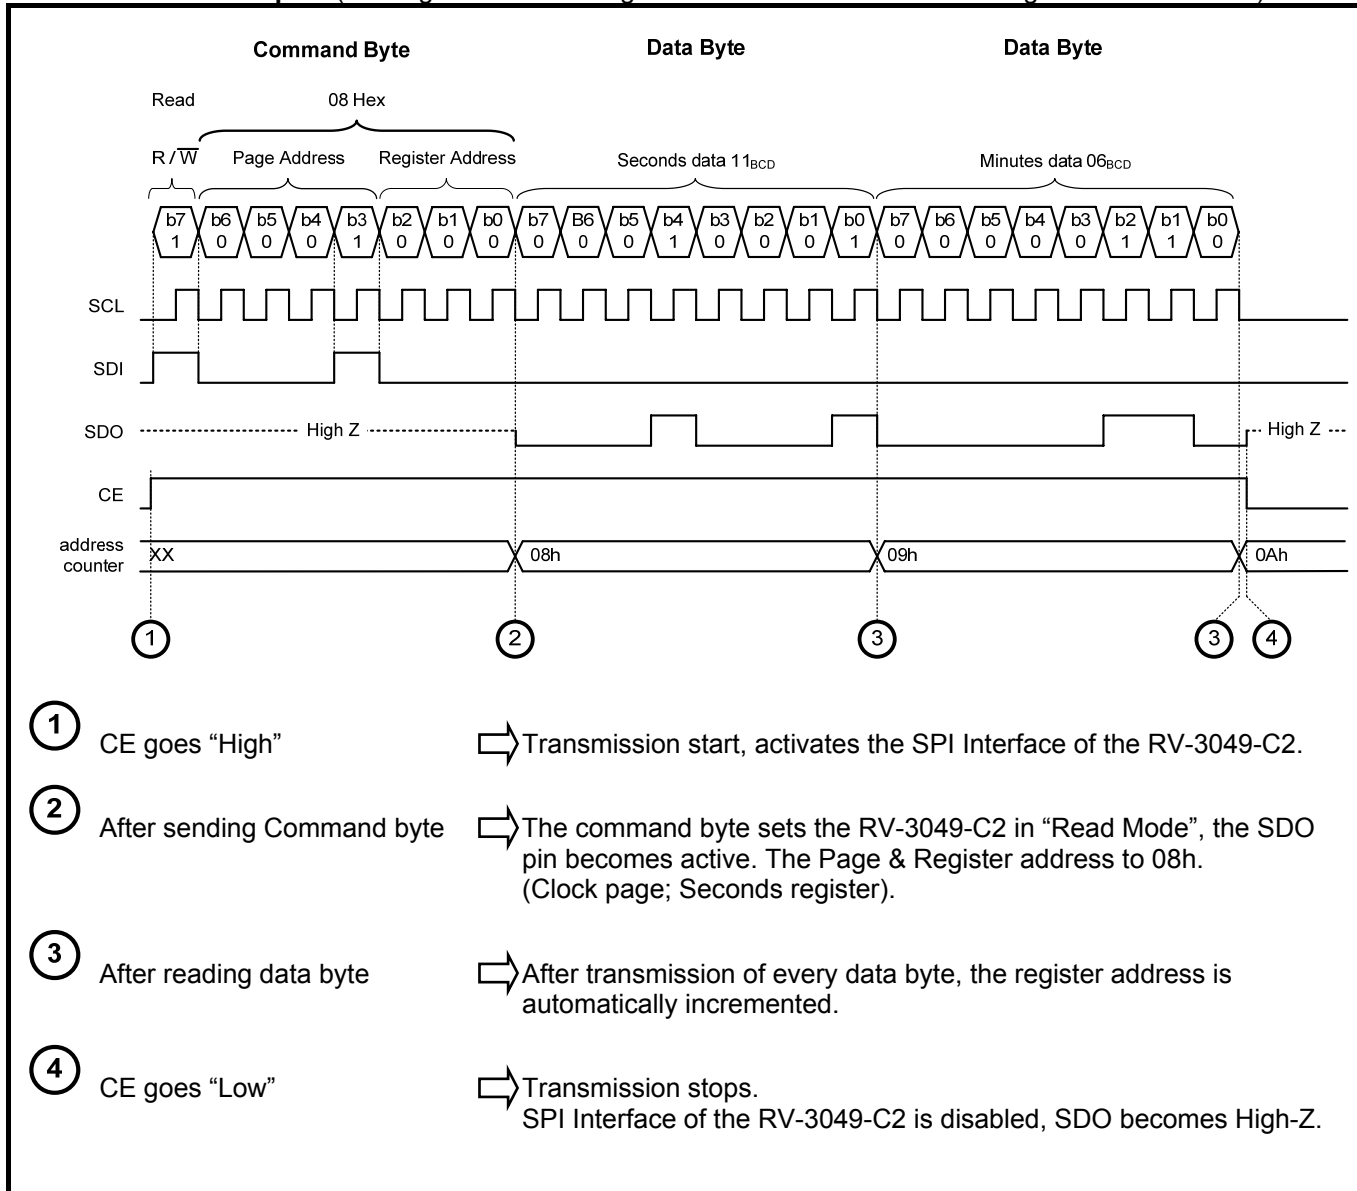 Command Byte Data Byte Data Byte
Read 08 Hex
R / W Page Address Register Address Seconds data 11BCD Minutes data 06BCD
b7 b6 b5 b4 b3 b2 b1 b0 b7 B6 b5 b4 b3 b2 b1 b0 b7 b6 b5 b4 b3 b2 b1 b0
1 0 0 0 1 0 0 0 0 0 0 1 0 0 0 1 0 0 0 0 0 1 1 0
SCL
SDI
SDO High Z High Z
CE
address
counter XX 08h 09h 0Ah
1 2 3 3 4
1 CE goes “High” Transmission start, activates the SPI Interface of the RV-3049-C2.
2 After sending Command byte The command byte sets the RV-3049-C2 in “Read Mode”, the SDO
pin becomes active. The Page & Register address to 08h.
(Clock page; Seconds register).
3 After reading data byte After transmission of every data byte, the register address is
automatically incremented.
4 CE goes “Low” Transmission stops.
SPI Interface of the RV-3049-C2 is disabled, SDO becomes High-Z.